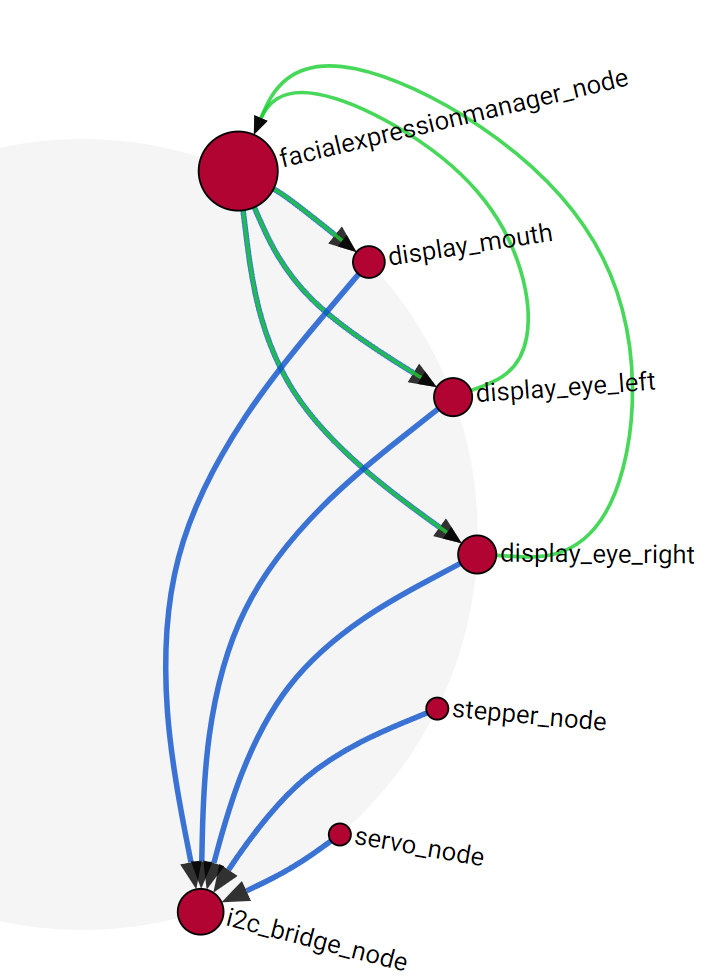 facialexpressionmanager_node
display_mouth
display_eye_left
display_eye_right
stepper_node
servo_node
i2c_bridge_node